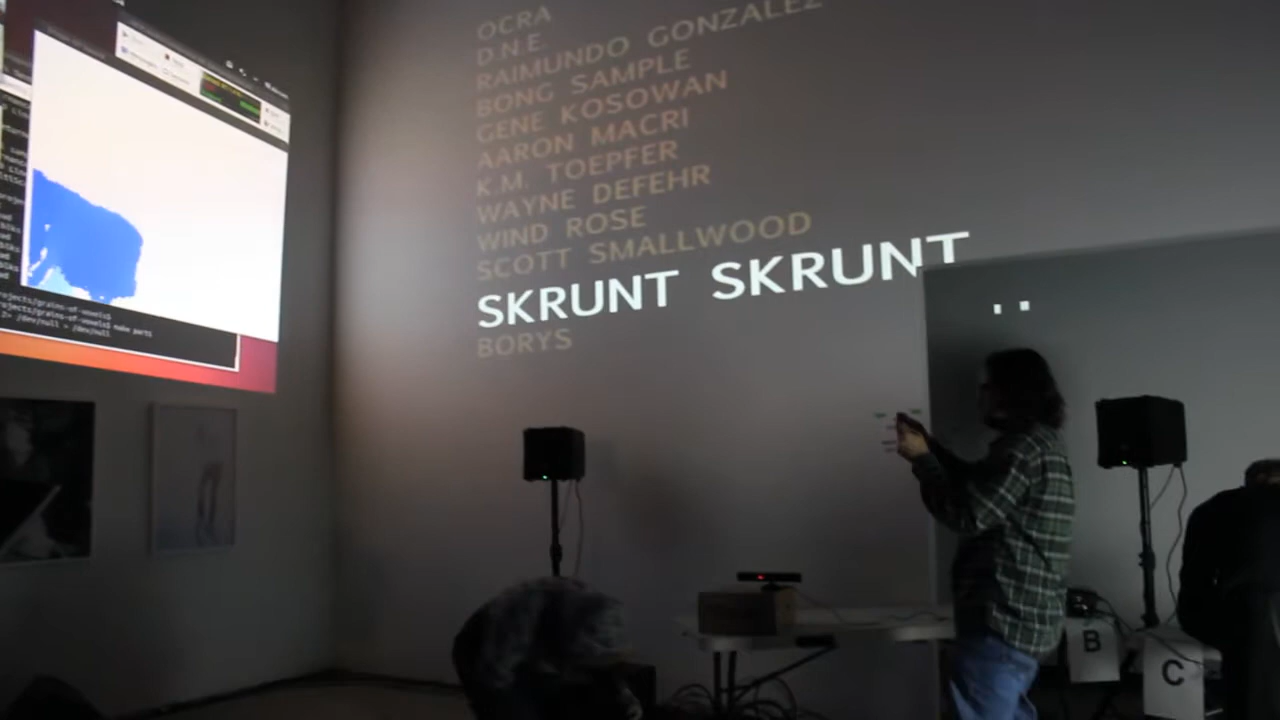 OCRA
D.N.E.
RAIMUNDO GONZALEZ
BONG SAMPLE
GENE KOSOWAN
AARON MACRI
K.M. TOEPFER
WAYNE DEFEHR
WIND ROSE
SCOTT SMALLWOOD
SKRUNT SKRUNT
BORYS
B
C